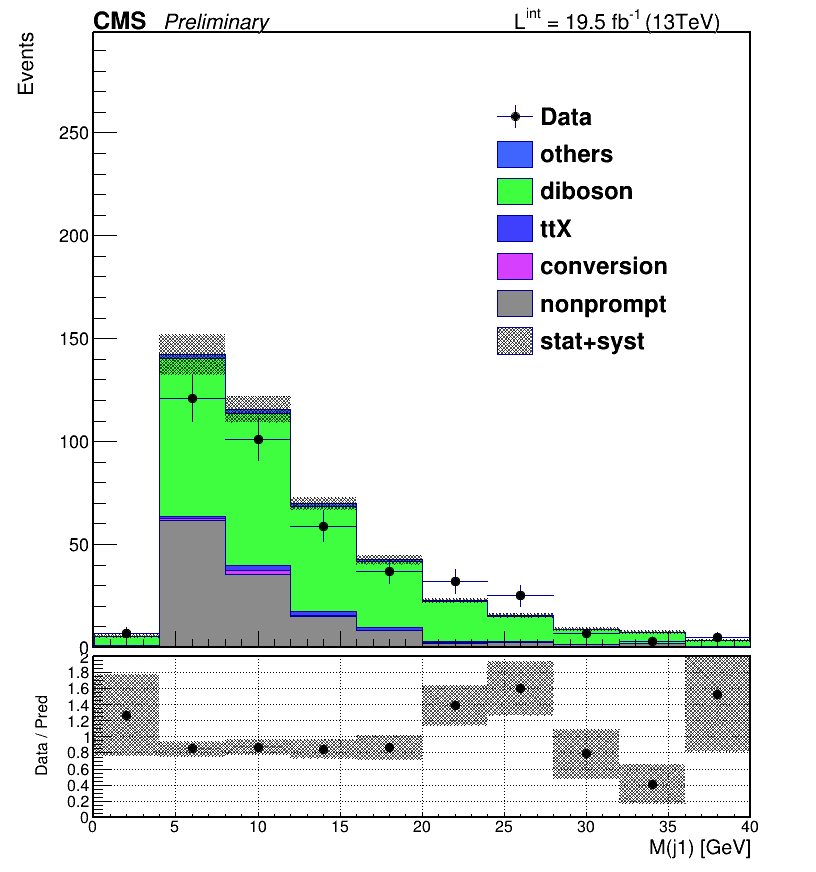 CMS Preliminary L^int = 19.5 fb^-1 (13TeV)
Events
250
200
150
100
50
0
Data
others
diboson
ttX
conversion
nonprompt
stat+syst
Data / Pred
2
1.8
1.6
1.4
1.2
1
0.8
0.6
0.4
0.2
0
0 5 10 15 20 25 30 35 40
M(j1) [GeV]